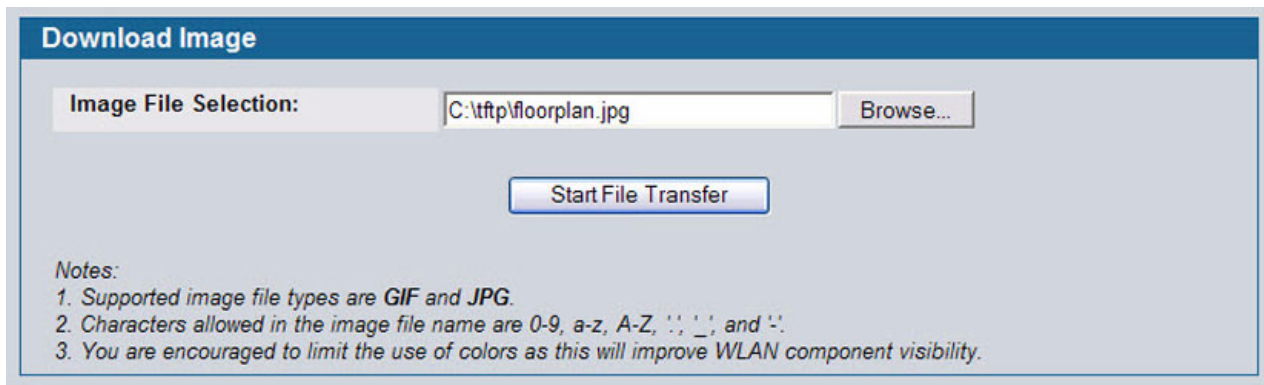 Download Image
Image File Selection: C:\tftp\floorplan.jpg Browse...
Start File Transfer
Notes:
1. Supported image file types are GIF and JPG.
2. Characters allowed in the image file name are 0-9, a-z, A-Z, '.', '_', and '-'.
3. You are encouraged to limit the use of colors as this will improve WLAN component visibility.